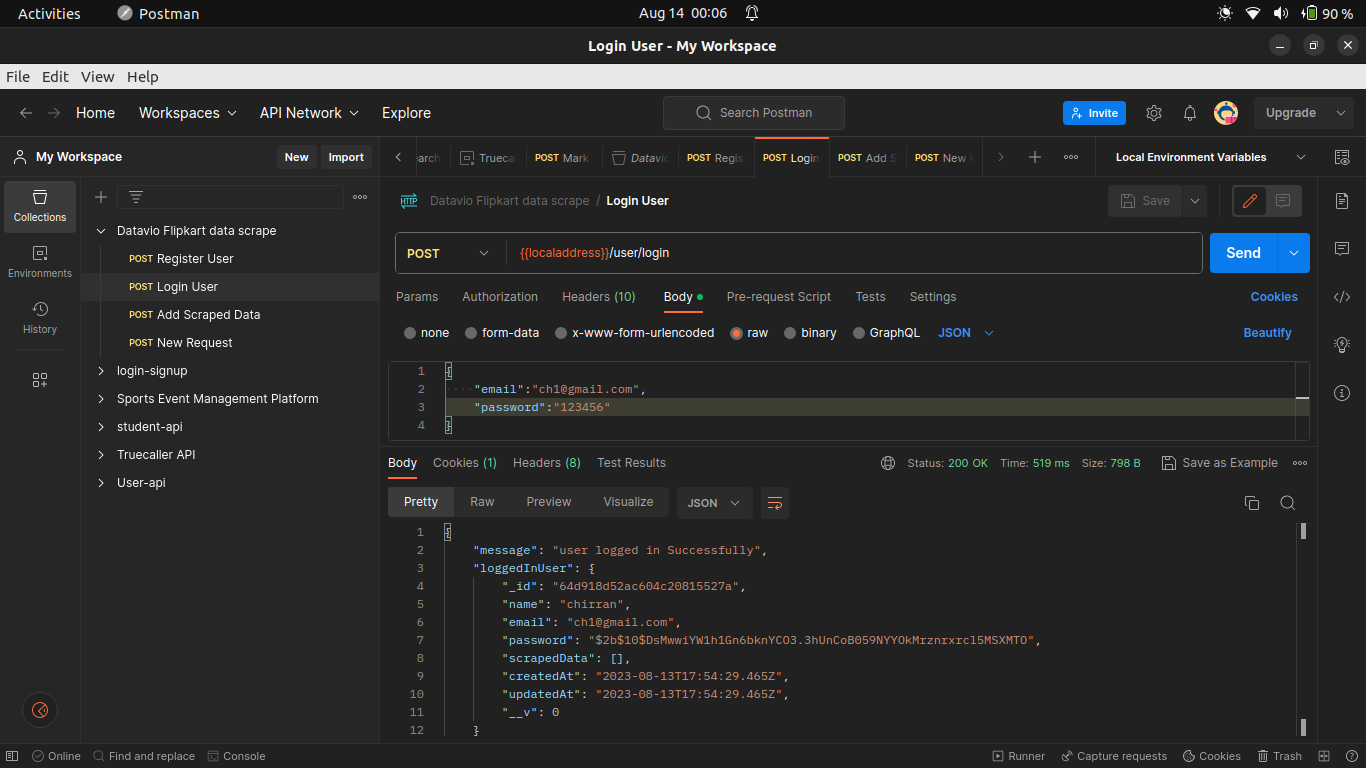 Activities Postman Aug 14 00:06 90 %
Login User - My Workspace
File Edit View Help
Home Workspaces API Network Explore Search Postman Invite Upgrade
My Workspace New Import
earch Truecal POST Mark Datavio POST Regis POST Login POST Add S POST New Local Environment Variables
Collections
Environments
History
Datavio Flipkart data scrape
POST Register User
POST Login User
POST Add Scraped Data
POST New Request
login-signup
Sports Event Management Platform
student-api
Truecaller API
User-api
HTTP Datavio Flipkart data scrape / Login User Save
POST {{localaddress}}/user/login Send
Params Authorization Headers (10) Body Pre-request Script Tests Settings Cookies
none form-data x-www-form-urlencoded raw binary GraphQL JSON Beautify
1 {
2 "email":"ch1@gmail.com",
3 "password":"123456"
4 }
Body Cookies (1) Headers (8) Test Results Status: 200 OK Time: 519 ms Size: 798 B Save as Example
Pretty Raw Preview Visualize JSON
1 {
2 "message": "user logged in Successfully",
3 "loggedInUser": {
4 "_id": "64d918d52ac604c20815527a",
5 "name": "chirran",
6 "email": "ch1@gmail.com",
7 "password": "$2b$10$DsMwwiYW1h1Gn6bknYCO3.3hUnCoB059NYYOkMrznrxrcl5MSXMTO",
8 "scrapedData": [],
9 "createdAt": "2023-08-13T17:54:29.465Z",
10 "updatedAt": "2023-08-13T17:54:29.465Z",
11 "__v": 0
12 }
Online Find and replace Console Runner Capture requests Cookies Trash